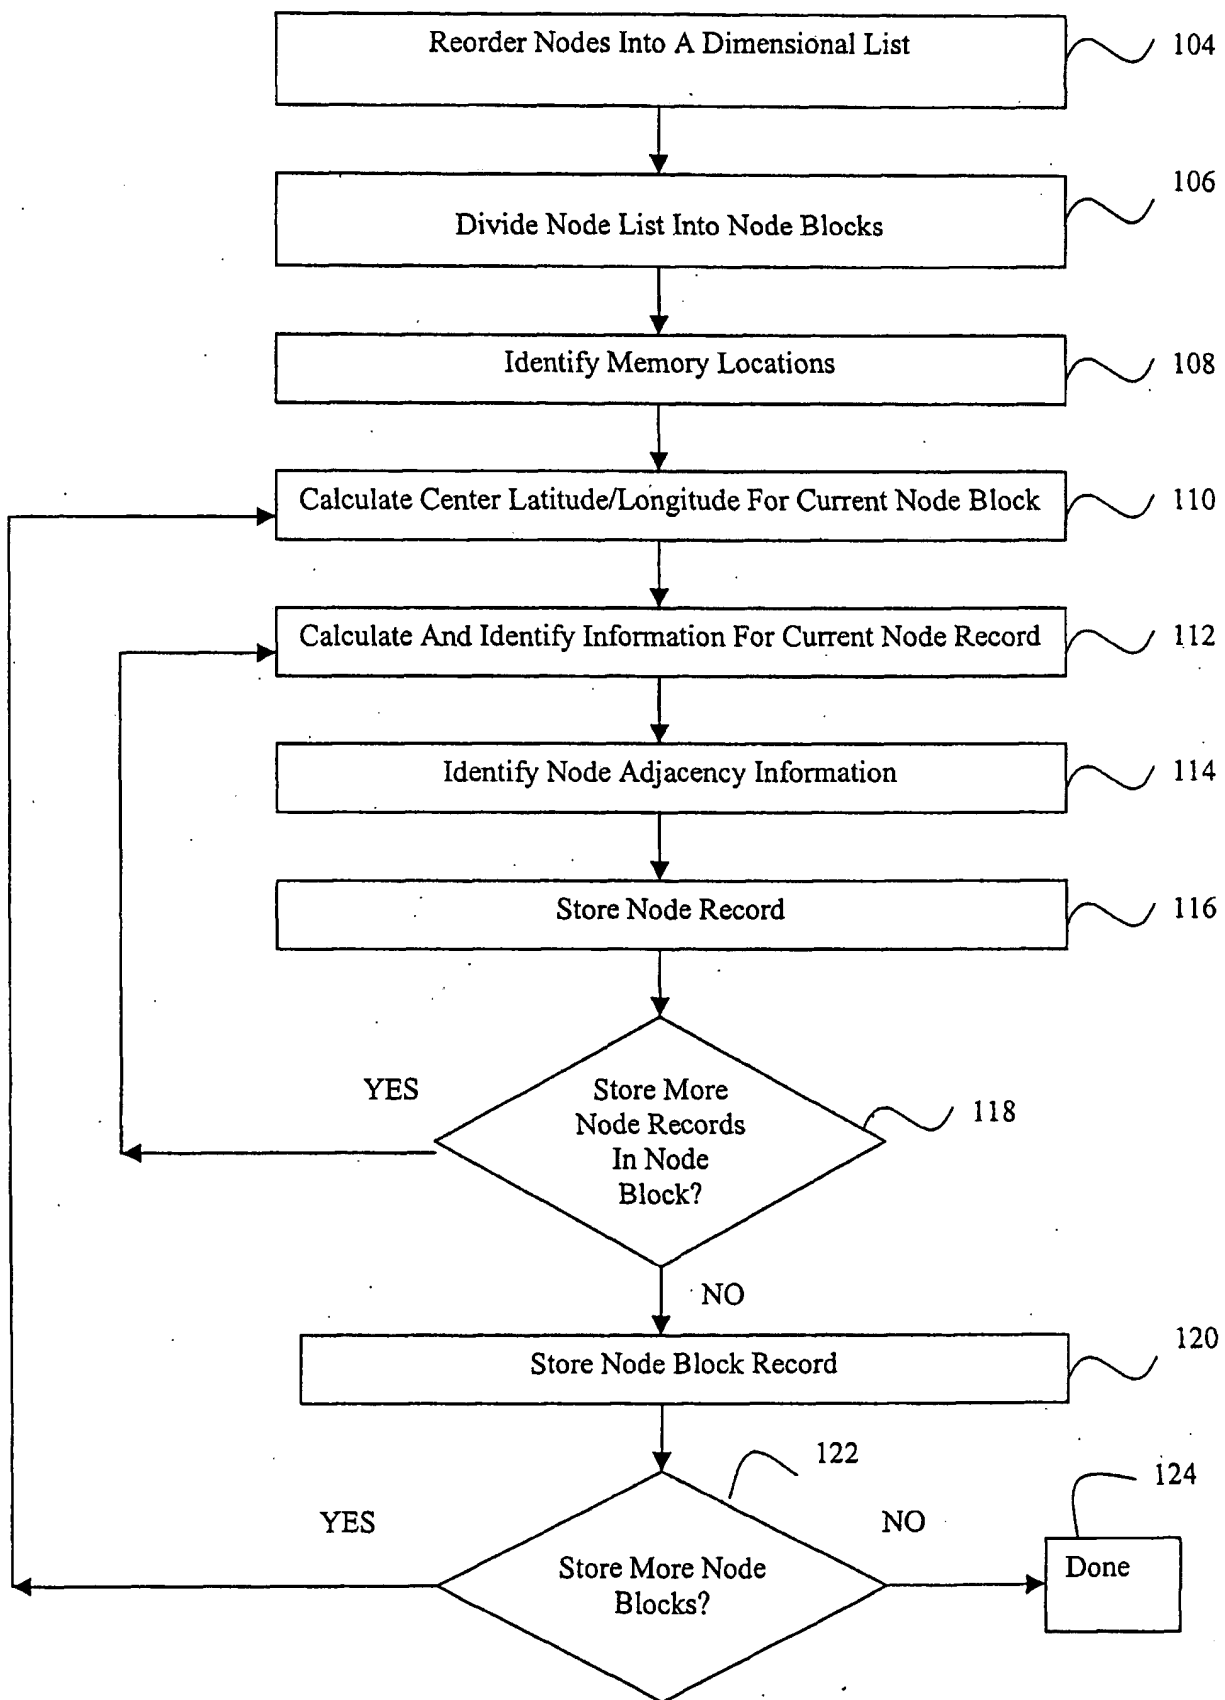 Reorder Nodes Into A Dimensional List
104
106
Divide Node List Into Node Blocks
Identify Memory Locations
108
Calculate Center Latitude/Longitude For Current Node Block
110
Calculate And Identify Information For Current Node Record
112
Identify Node Adjacency Information
114
Store Node Record
116
YES
Store More
Node Records
In Node
Block?
118
NO
Store Node Block Record
120
122
124
YES
NO
Store More Node
Blocks?
Done